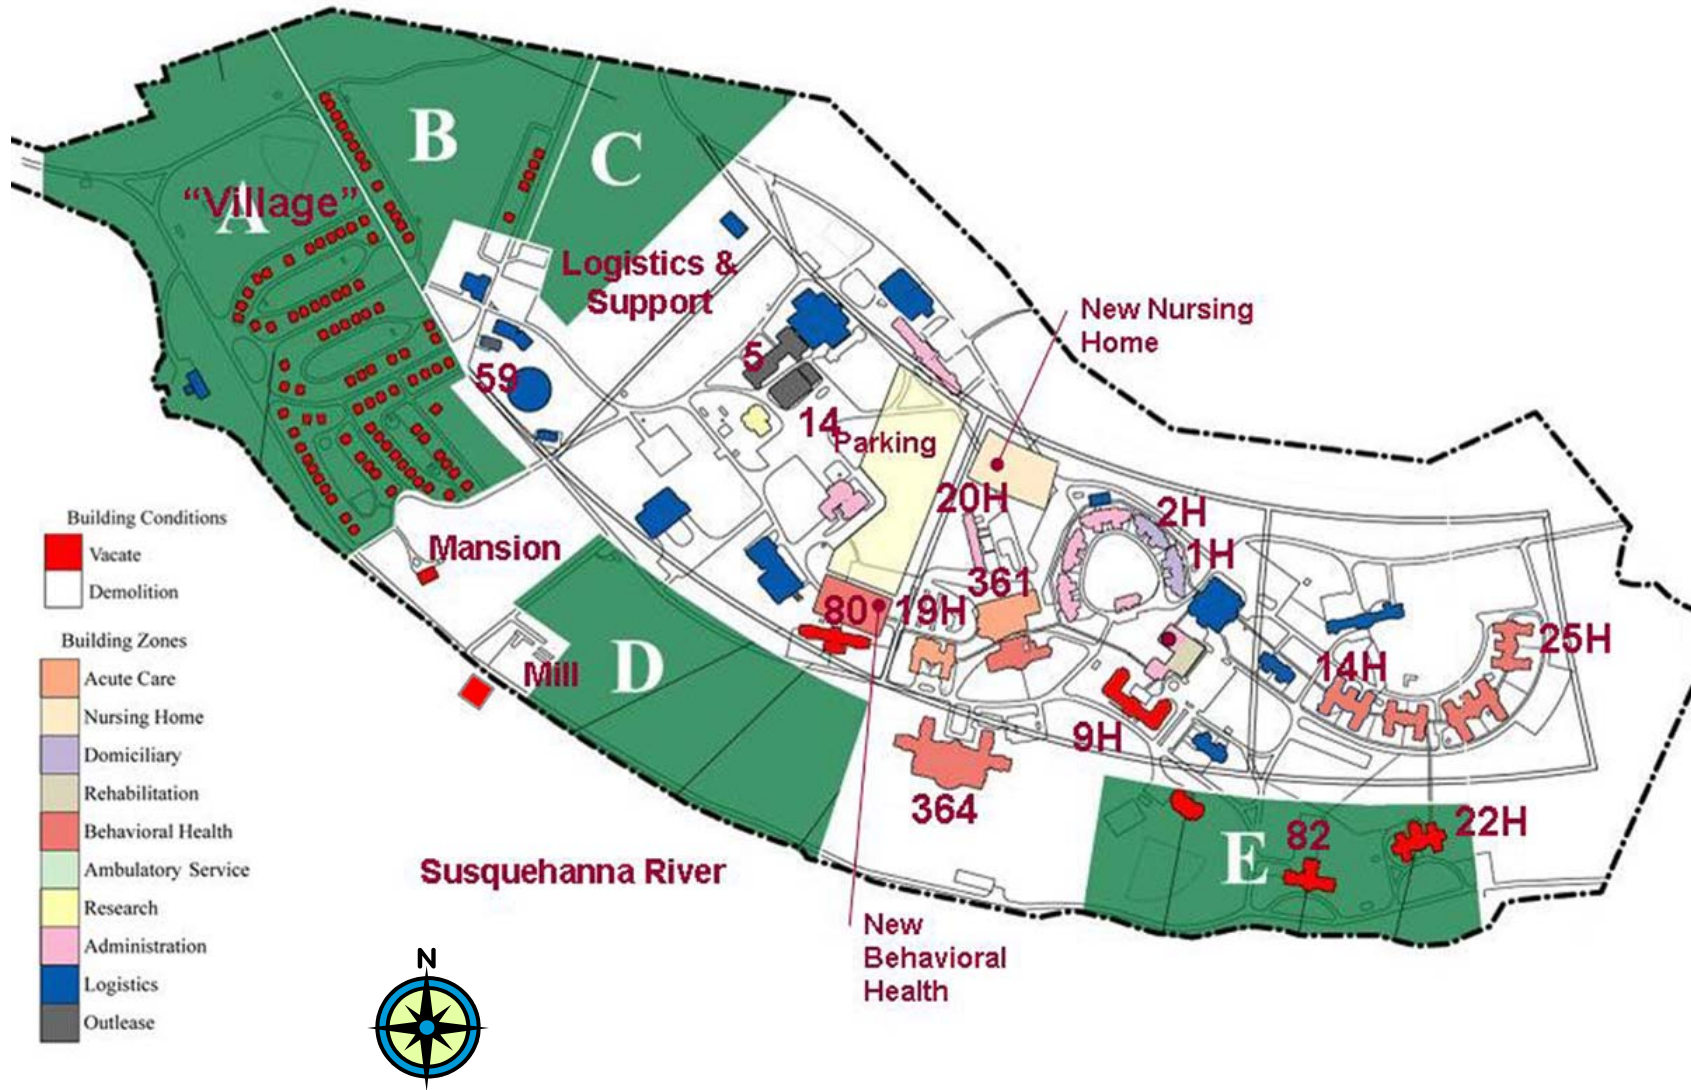 B
C
“Village”
A
Logistics &
Support
New Nursing
Home
5
59
14
Parking
20H
2H
1H
Building Conditions
Vacate
Demolition
Mansion
361
80
19H
Building Zones
Acute Care
Nursing Home
Domiciliary
Rehabilitation
Behavioral Health
Ambulatory Service
Research
Administration
Logistics
Outlease
Mill
D
25H
14H
9H
364
82
22H
E
Susquehanna River
New
Behavioral
Health
N